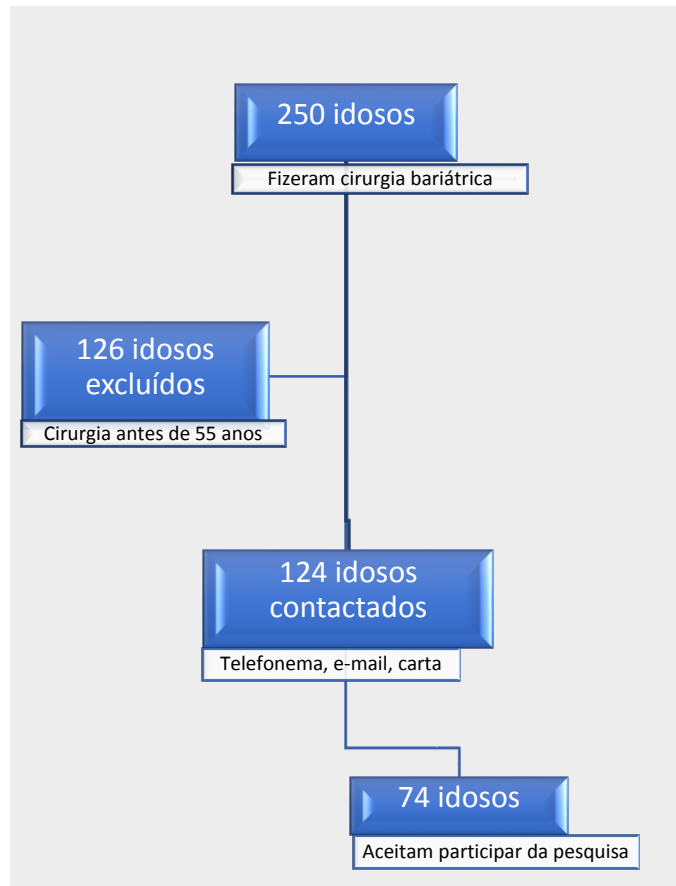 250 idosos
Fizeram cirurgia bariátrica
126 idosos
excluídos
Cirurgia antes de 55 anos
124 idosos
contactados
Telefonema, e-mail, carta
74 idosos
Aceitam participar da pesquisa